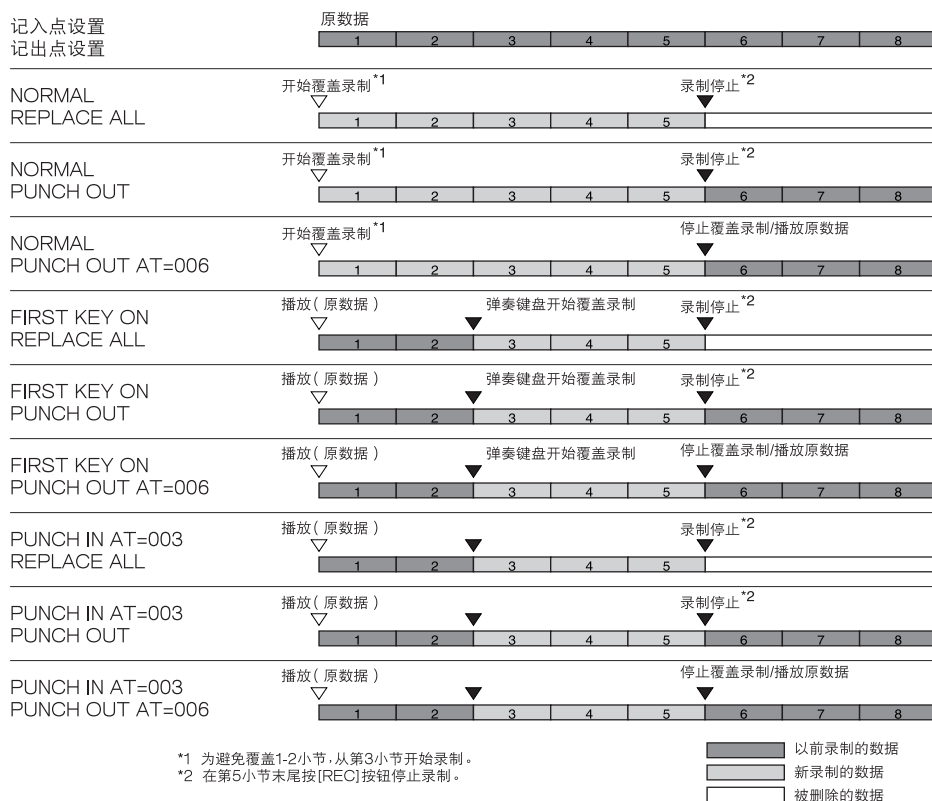 记入点设置
记出点设置
原数据
1 2 3 4 5 6 7 8
NORMAL
REPLACE ALL
开始覆盖录制*1
录制停止*2
1 2 3 4 5
NORMAL
PUNCH OUT
开始覆盖录制*1
录制停止*2
1 2 3 4 5 6 7 8
NORMAL
PUNCH OUT AT=006
开始覆盖录制*1
停止覆盖录制/播放原数据
1 2 3 4 5 6 7 8
FIRST KEY ON
REPLACE ALL
播放(原数据)
弹奏键盘开始覆盖录制
录制停止*2
1 2 3 4 5
FIRST KEY ON
PUNCH OUT
播放(原数据)
弹奏键盘开始覆盖录制
录制停止*2
1 2 3 4 5 6 7 8
FIRST KEY ON
PUNCH OUT AT=006
播放(原数据)
弹奏键盘开始覆盖录制
停止覆盖录制/播放原数据
1 2 3 4 5 6 7 8
PUNCH IN AT=003
REPLACE ALL
播放(原数据)
录制停止*2
1 2 3 4 5
PUNCH IN AT=003
PUNCH OUT
播放(原数据)
录制停止*2
1 2 3 4 5 6 7 8
PUNCH IN AT=003
PUNCH OUT AT=006
播放(原数据)
停止覆盖录制/播放原数据
1 2 3 4 5 6 7 8
*1 为避免覆盖1-2小节,从第3小节开始录制。
*2 在第5小节末尾按[REC]按钮停止录制。
以前录制的数据
新录制的数据
被删除的数据